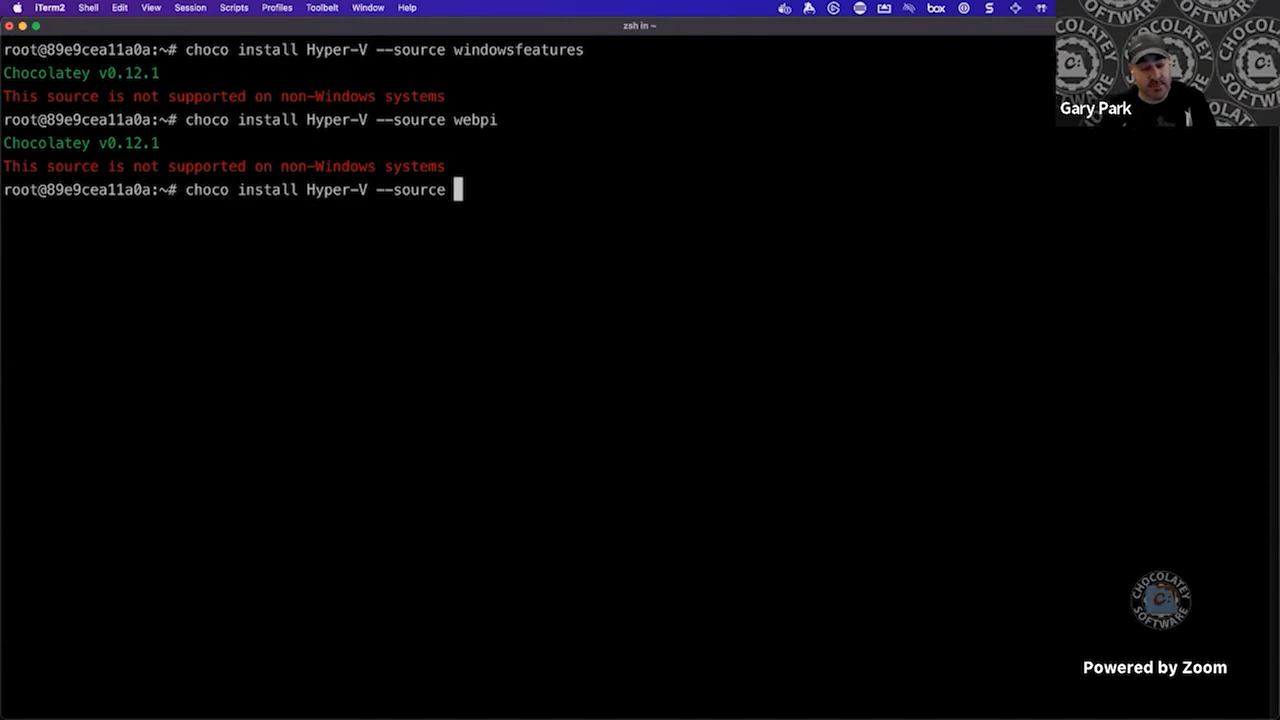 iTerm2 Shell Edit View Session Scripts Profiles Toolbelt Window Help
box
zsh in ~
root@89e9cea11a0a:~# choco install Hyper-V --source windowsfeatures
Chocolatey v0.12.1
This source is not supported on non-Windows systems
root@89e9cea11a0a:~# choco install Hyper-V --source webpi
Chocolatey v0.12.1
This source is not supported on non-Windows systems
root@89e9cea11a0a:~# choco install Hyper-V --source
Gary Park
CHOCOLATEY
SOFTWARE
Powered by Zoom